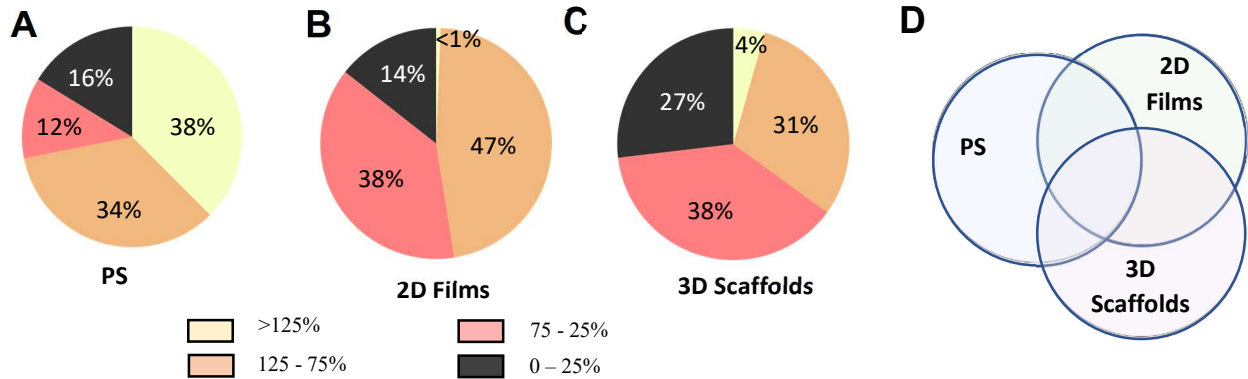 A
16%
38%
12%
34%
PS
B
<1%
14%
47%
38%
2D Films
C
4%
27%
31%
38%
3D Scaffolds
>125%
125 - 75%
75 - 25%
0 – 25%
D
2D
Films
PS
3D
Scaffolds